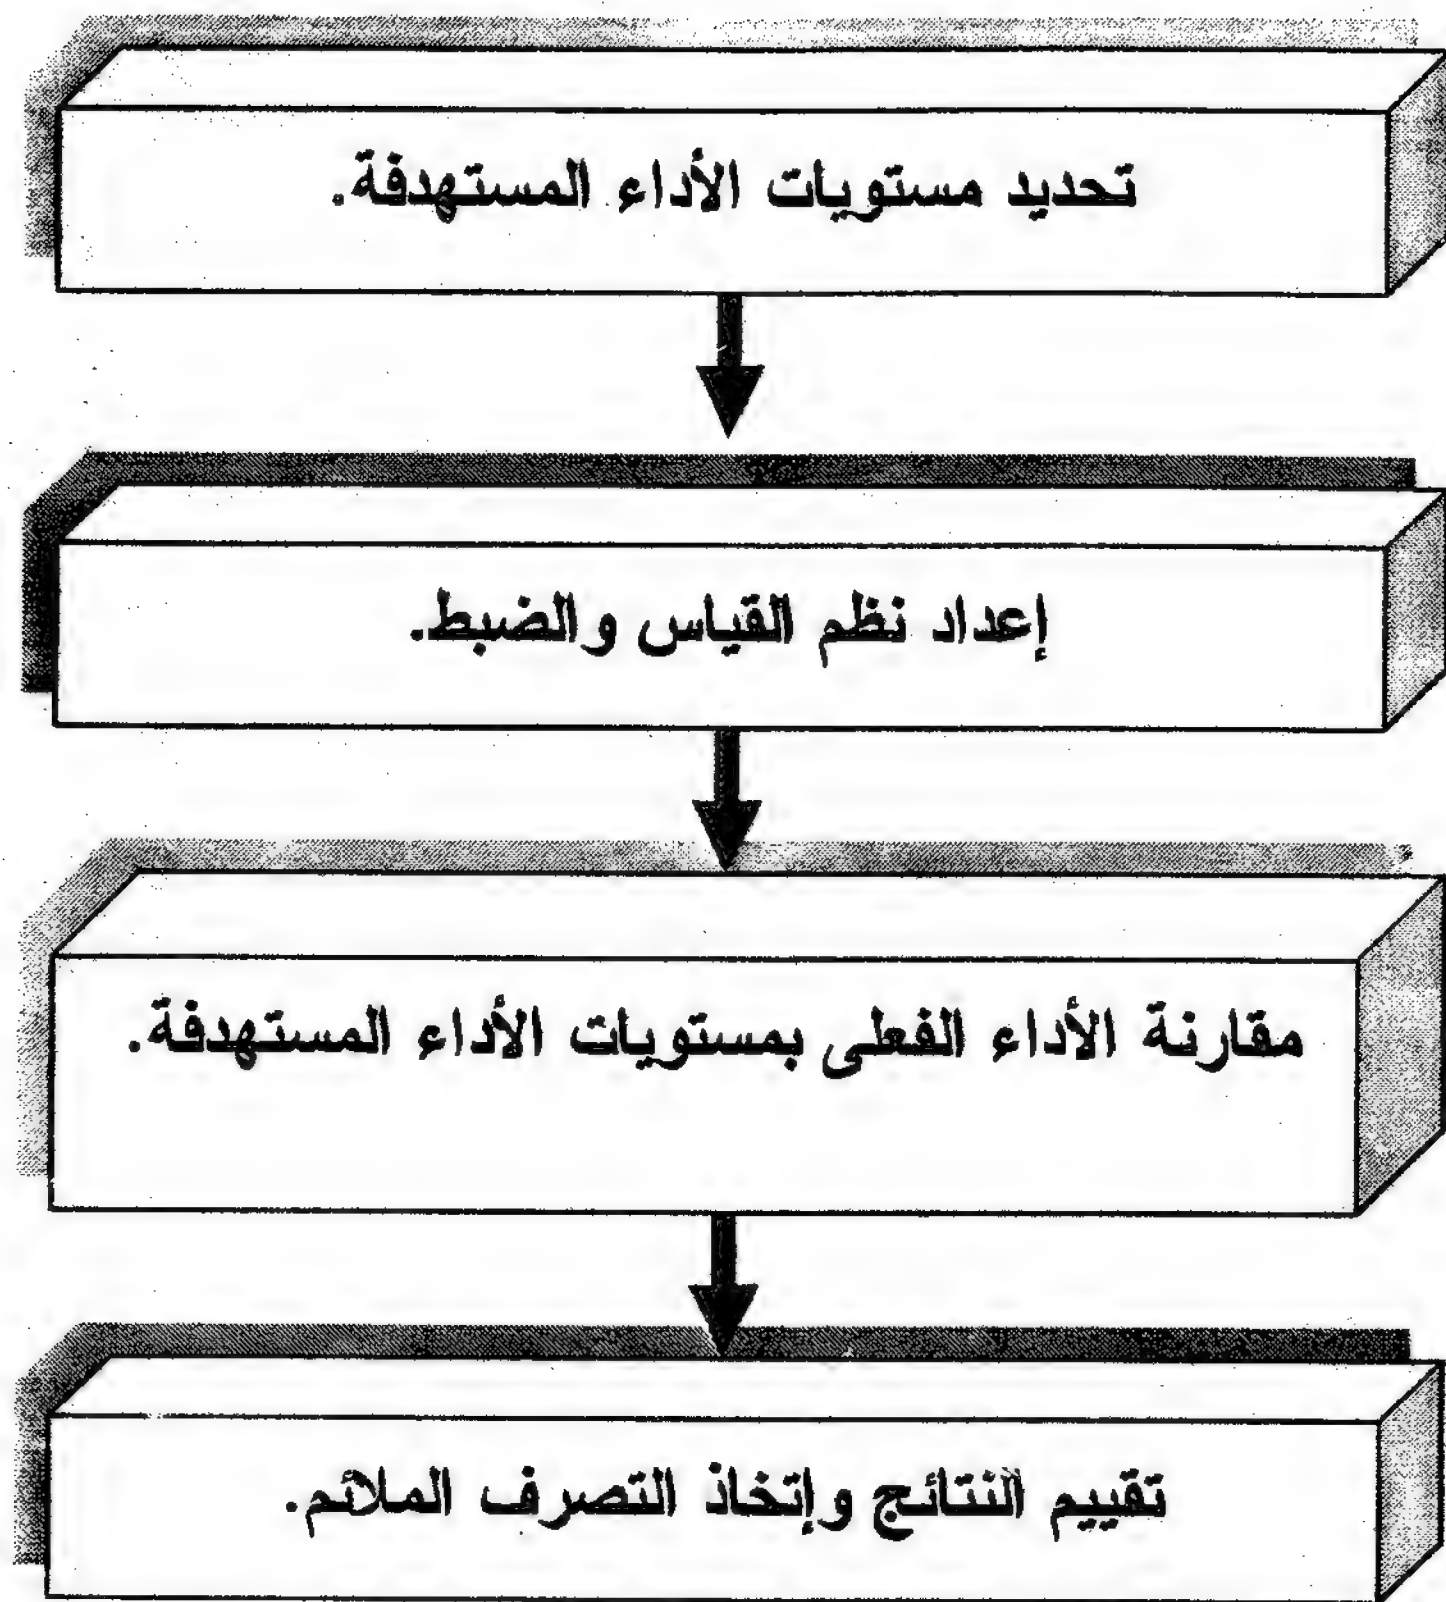 تحديد مستويات الأداء المستهدفة.
إعداد نظم القياس والضبط.
مقارنة الأداء الفعلى بمستويات الأداء المستهدفة.
تقييم النتائج وإتخاذ التصرف الملائم.